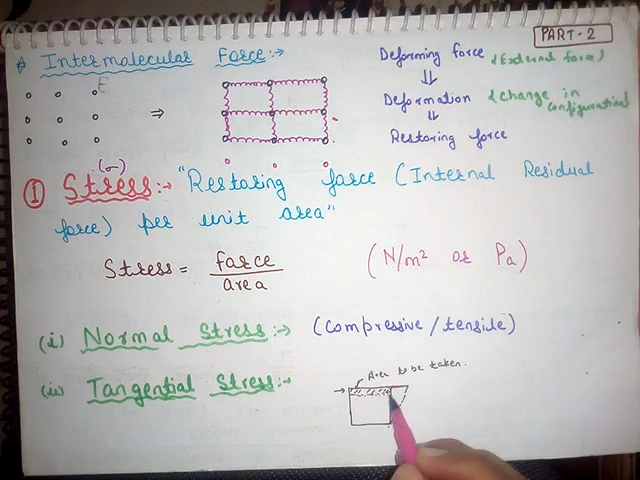 PART-2
# Intermolecular Force :→
Deforming force (External force)
⇓
⇒
Deformation (change in configuration)
⇓
Restoring force
(σ)
① Stress :→ "Restoring force (Internal Residual
force) per unit area"
Stress = force / area (N/m² or Pa)
(i) Normal Stress :→ (compressive / tensile)
(ii) Tangential Stress :→
Area to be taken.